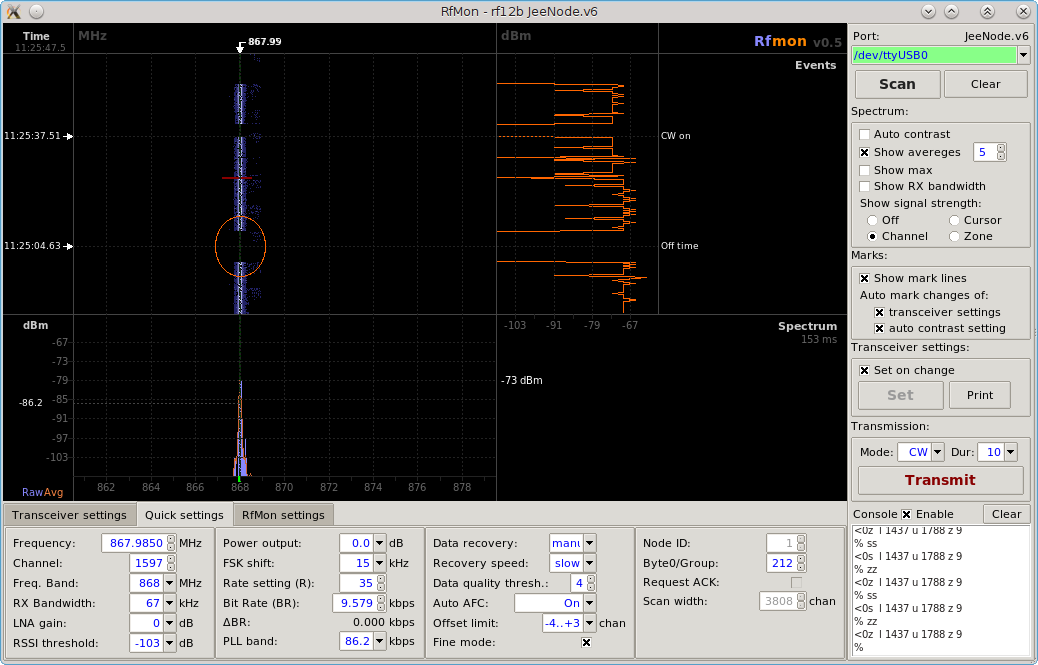 RfMon - rf12b JeeNode.v6
Time
11:25:47.5
MHz
867.99
dBm
Rfmon v0.5
Events
11:25:37.51
CW on
11:25:04.63
Off time
-103 -91 -79 -67
dBm
-67
-73
-79
-85
-86.2
-91
-97
-103
862 864 866 868 870 872 874 876 878
RawAvg
Spectrum
153 ms
-73 dBm
Port: JeeNode.v6
/dev/ttyUSB0
Scan Clear
Spectrum:
Auto contrast
Show avereges 5
Show max
Show RX bandwidth
Show signal strength:
Off Cursor
Channel Zone
Marks:
Show mark lines
Auto mark changes of:
transceiver settings
auto contrast setting
Transceiver settings:
Set on change
Set Print
Transmission:
Mode: CW Dur: 10
Transmit
Console Enable Clear
<0z l 1437 u 1788 z 9
% ss
<0s l 1437 u 1788 z 9
% zz
<0z l 1437 u 1788 z 9
% ss
<0s l 1437 u 1788 z 9
% zz
<0z l 1437 u 1788 z 9
%
Transceiver settings Quick settings RfMon settings
Frequency: 867.9850 MHz
Channel: 1597
Freq. Band: 868 MHz
RX Bandwidth: 67 kHz
LNA gain: 0 dB
RSSI threshold: -103 dB
Power output: 0.0 dB
FSK shift: 15 kHz
Rate setting (R): 35
Bit Rate (BR): 9.579 kbps
ΔBR: 0.000 kbps
PLL band: 86.2 kbps
Data recovery: manu
Recovery speed: slow
Data quality thresh.: 4
Auto AFC: On
Offset limit: -4..+3 chan
Fine mode:
Node ID: 1
Byte0/Group: 212
Request ACK:
Scan width: 3808 chan